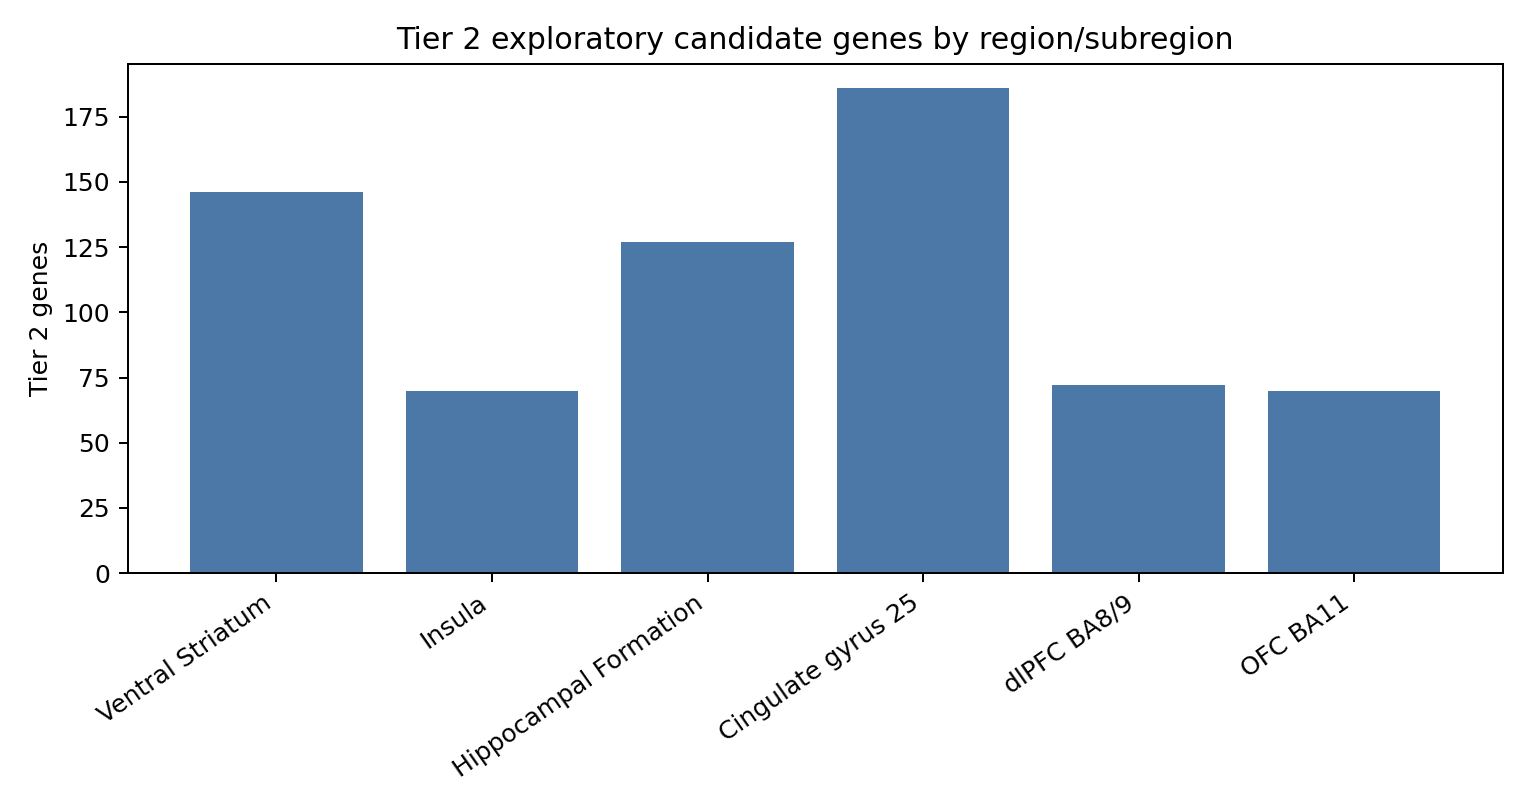 Tier 2 exploratory candidate genes by region/subregion
Tier 2 genes
175
150
125
100
75
50
25
0
Ventral Striatum
Insula
Hippocampal Formation
Cingulate gyrus 25
dlPFC BA8/9
OFC BA11